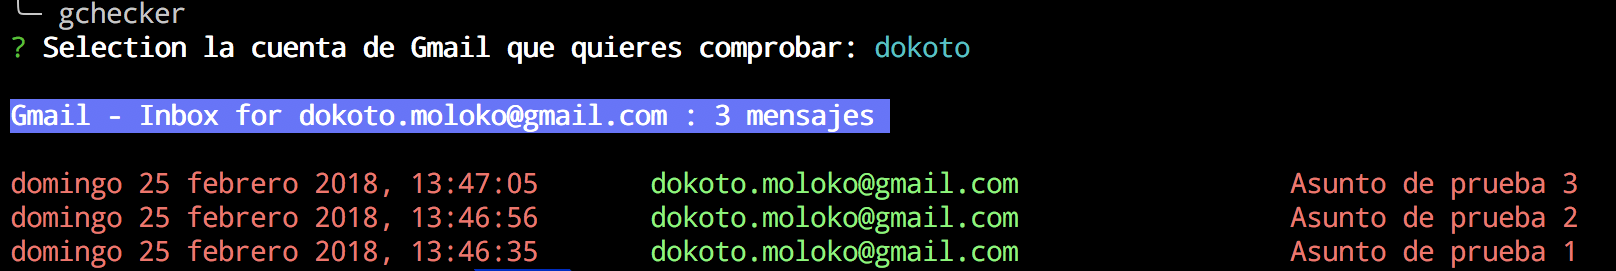 ╰─ gchecker
? Selection la cuenta de Gmail que quieres comprobar: dokoto
Gmail - Inbox for dokoto.moloko@gmail.com : 3 mensajes
domingo 25 febrero 2018, 13:47:05 dokoto.moloko@gmail.com Asunto de prueba 3
domingo 25 febrero 2018, 13:46:56 dokoto.moloko@gmail.com Asunto de prueba 2
domingo 25 febrero 2018, 13:46:35 dokoto.moloko@gmail.com Asunto de prueba 1